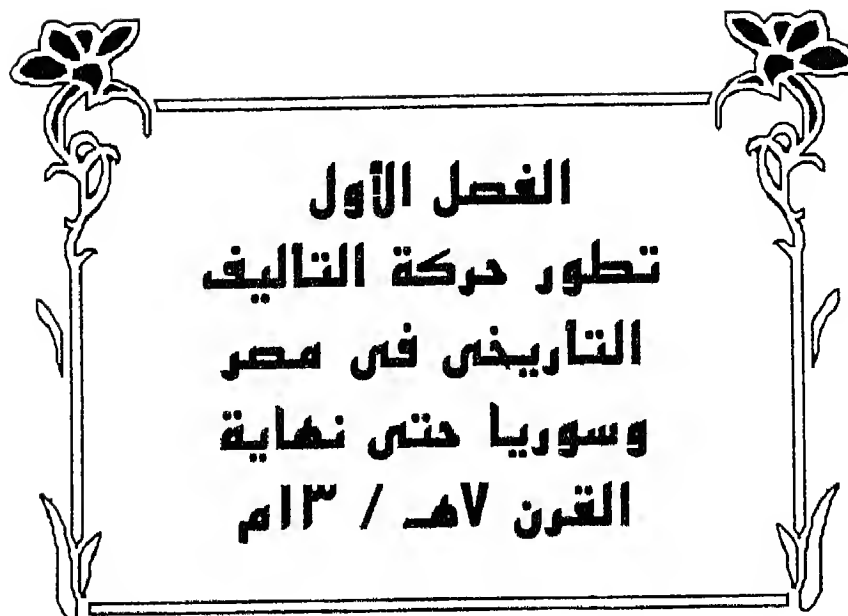 الفصل الأول
تطور حركة التاليف
التاريخى فى مصر
وسوريا حتى نهاية
القرن ٧هـ / ١٣م